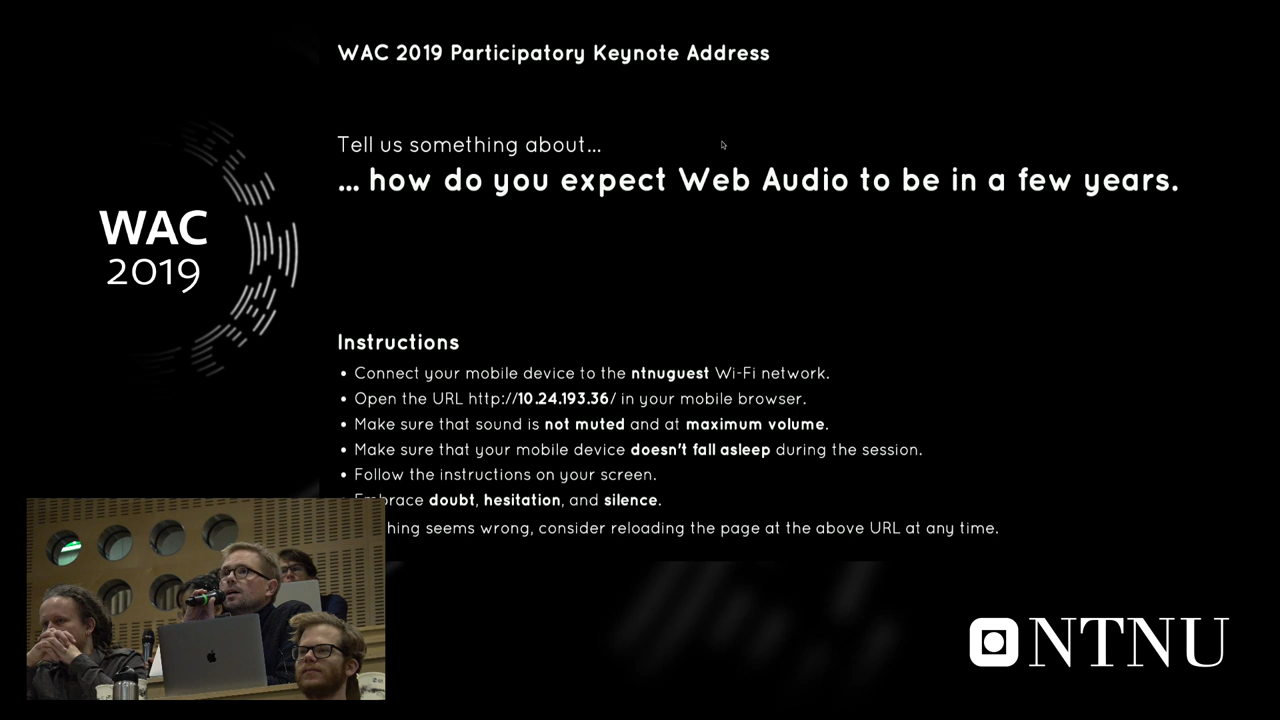 WAC 2019 Participatory Keynote Address
Tell us something about...
... how do you expect Web Audio to be in a few years.
WAC
2019
Instructions
• Connect your mobile device to the ntnuguest Wi-Fi network.
• Open the URL http://10.24.193.36/ in your mobile browser.
• Make sure that sound is not muted and at maximum volume.
• Make sure that your mobile device doesn't fall asleep during the session.
• Follow the instructions on your screen.
• Embrace doubt, hesitation, and silence.
hing seems wrong, consider reloading the page at the above URL at any time.
NTNU